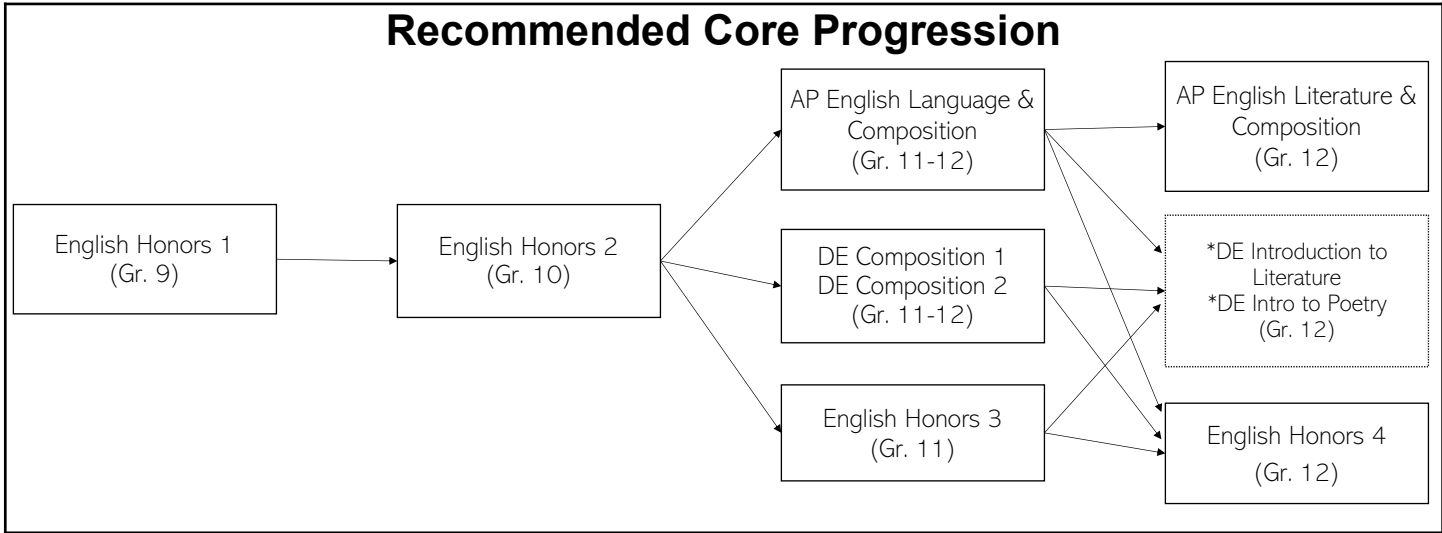 Recommended Core Progression
English Honors 1
(Gr. 9)
English Honors 2
(Gr. 10)
AP English Language &
Composition
(Gr. 11-12)
DE Composition 1
DE Composition 2
(Gr. 11-12)
English Honors 3
(Gr. 11)
AP English Literature &
Composition
(Gr. 12)
*DE Introduction to
Literature
*DE Intro to Poetry
(Gr. 12)
English Honors 4
(Gr. 12)